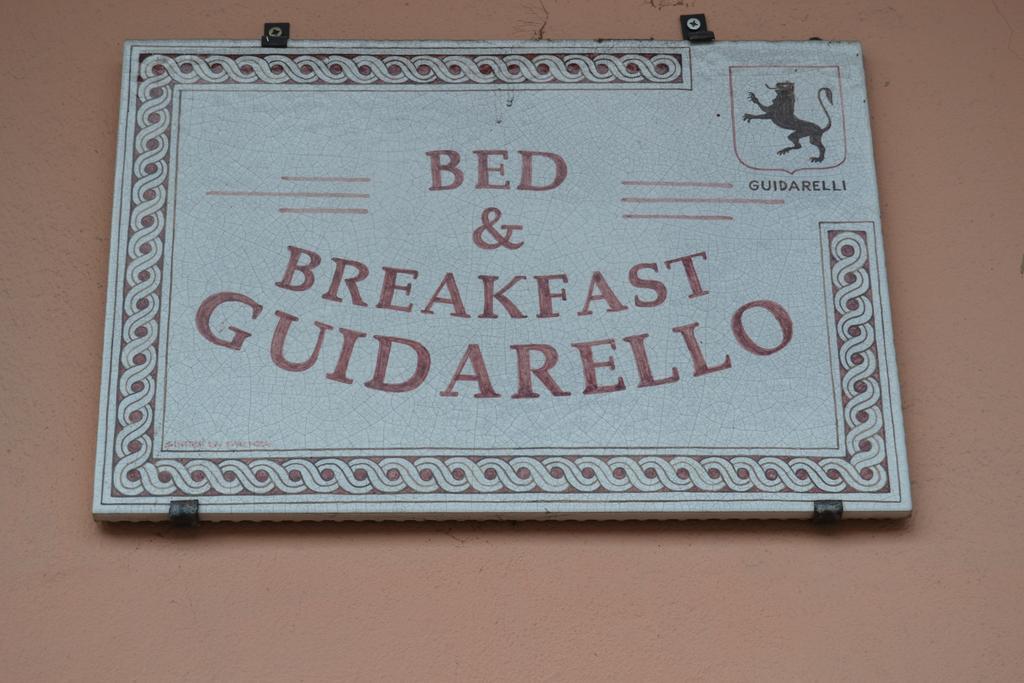 GUIDARELLI
BED
&
BREAKFAST
GUIDARELLO